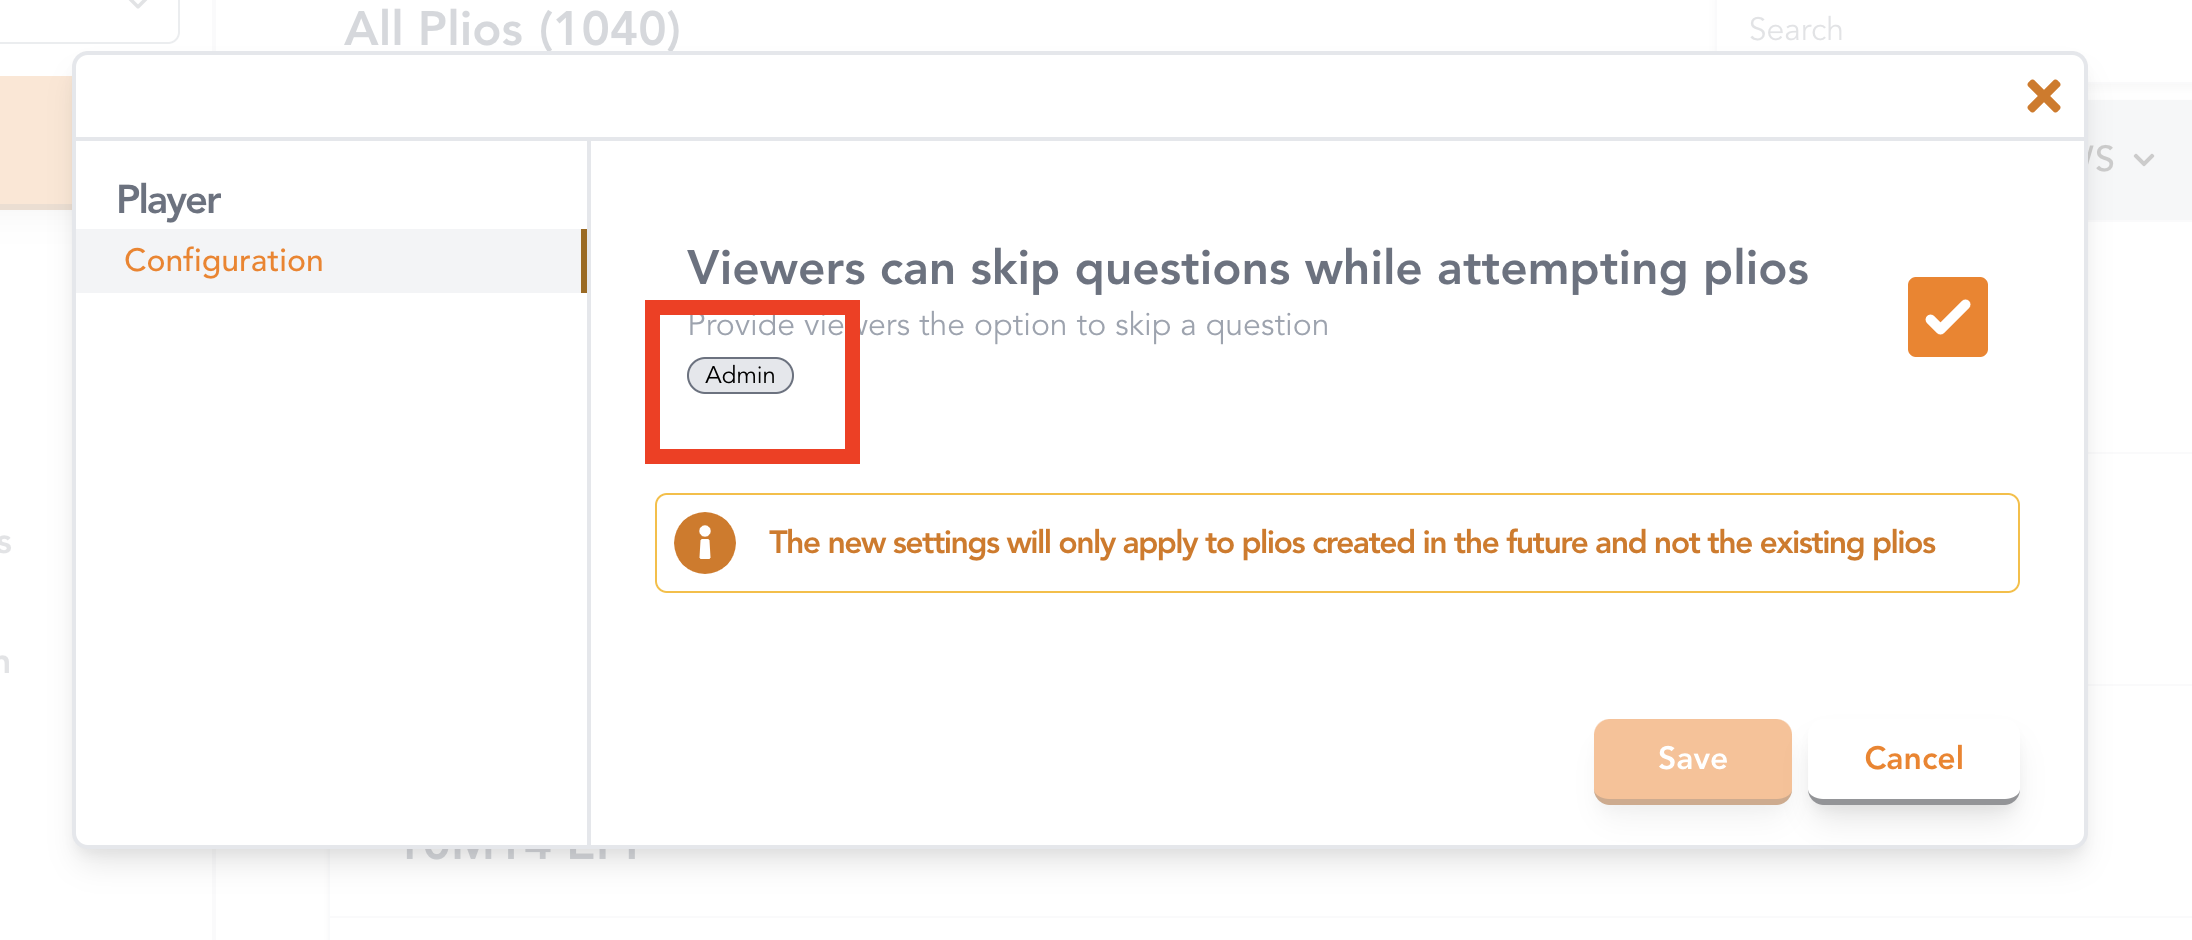 All Plios (1040)
Search
Player
Configuration
Viewers can skip questions while attempting plios
Provide viewers the option to skip a question
Admin
The new settings will only apply to plios created in the future and not the existing plios
Save
Cancel